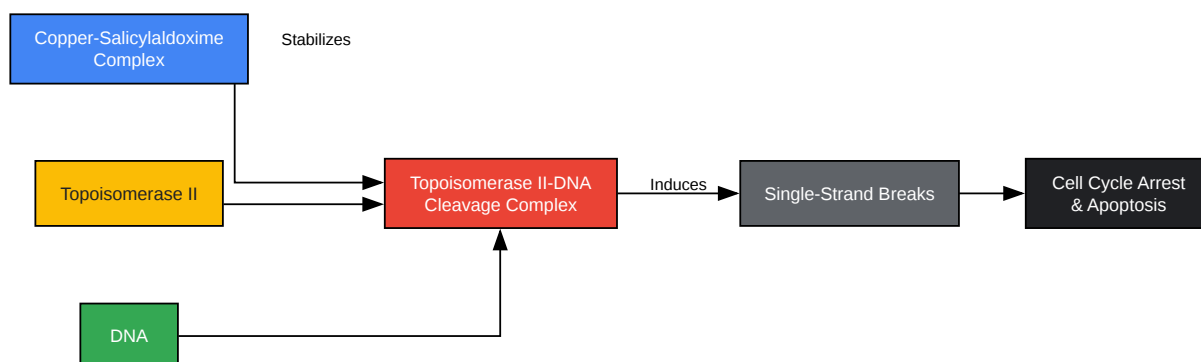 Copper-Salicylaldoxime
Complex
Stabilizes
Topoisomerase II
Topoisomerase II-DNA
Cleavage Complex
Induces
Single-Strand Breaks
Cell Cycle Arrest
& Apoptosis
DNA